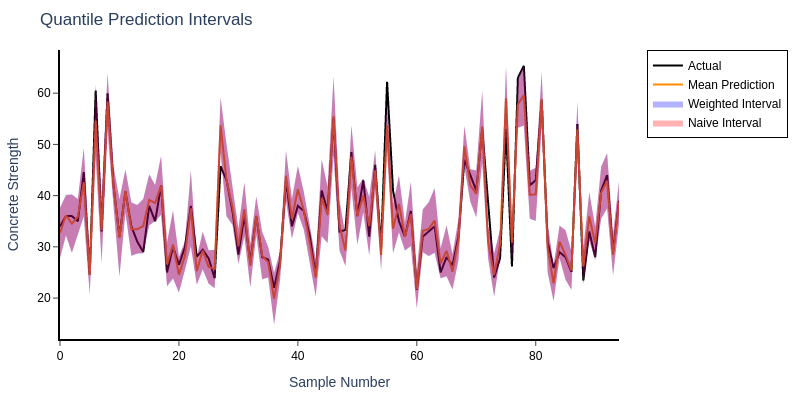 Quantile Prediction Intervals
Actual
Mean Prediction
Weighted Interval
Naive Interval
Concrete Strength
60
50
40
30
20
0
20
40
60
80
Sample Number